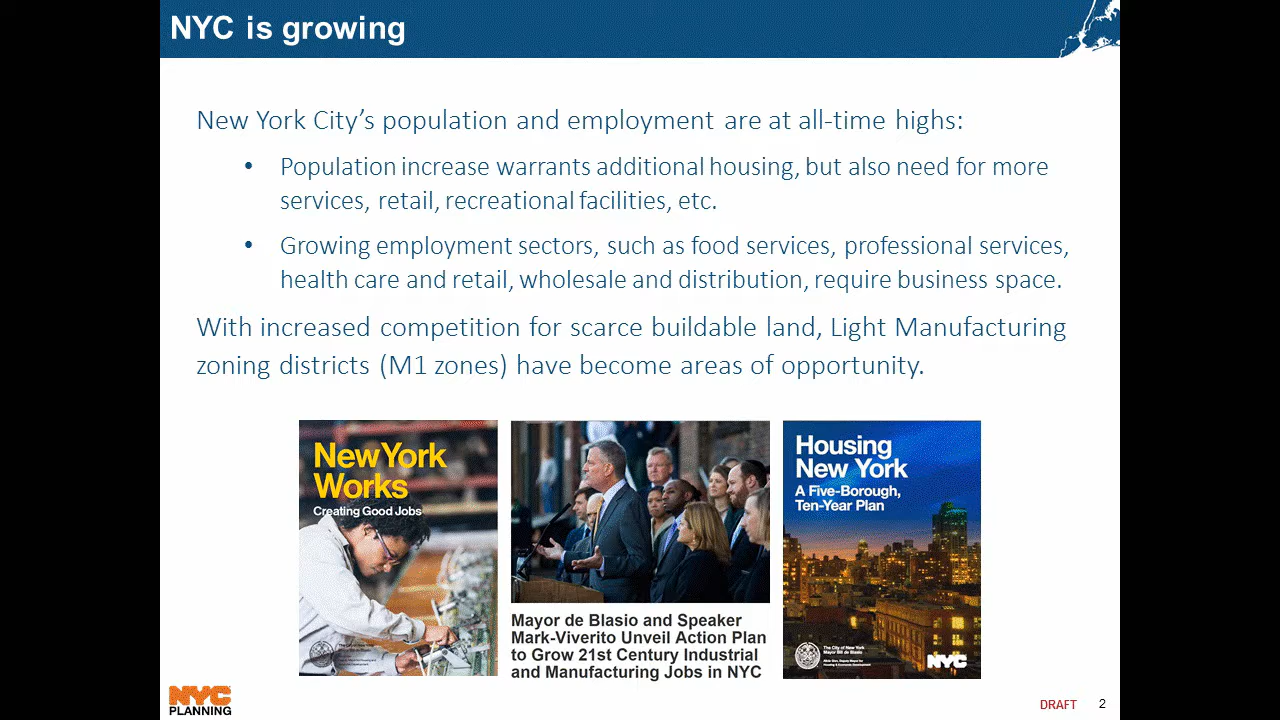 NYC is growing
New York City's population and employment are at all-time highs:
• Population increase warrants additional housing, but also need for more
services, retail, recreational facilities, etc.
• Growing employment sectors, such as food services, professional services,
health care and retail, wholesale and distribution, require business space.
With increased competition for scarce buildable land, Light Manufacturing
zoning districts (M1 zones) have become areas of opportunity.
New York
Works
Creating Good Jobs
Mayor de Blasio and Speaker
Mark-Viverito Unveil Action Plan
to Grow 21st Century Industrial
and Manufacturing Jobs in NYC
Housing
New York
A Five-Borough,
Ten-Year Plan
The City of New York
Mayor Bill de Blasio
NYC
NYC
PLANNING
DRAFT 2